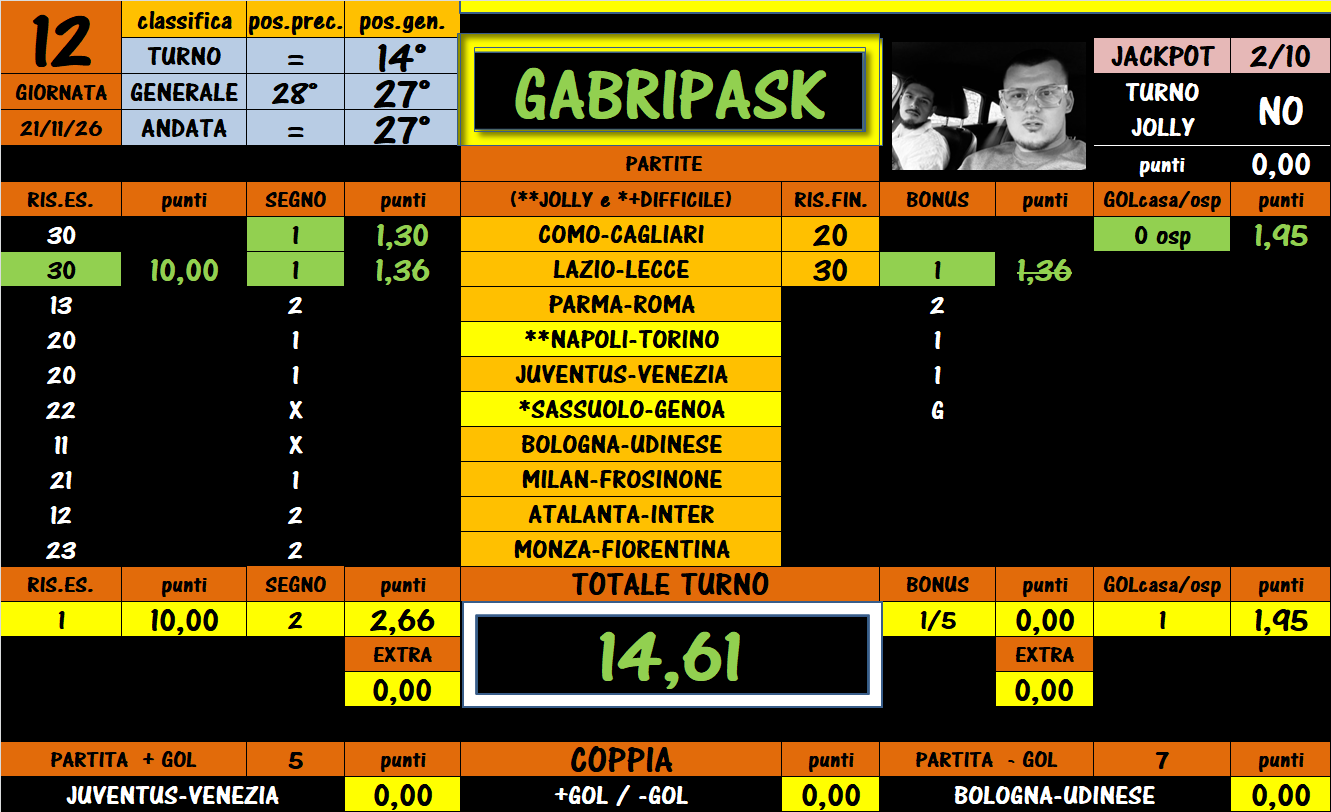 12 classifica pos.prec. pos.gen.
TURNO = 14° GABRIPASK JACKPOT 2/10
GIORNATA GENERALE 28° 27° TURNO JOLLY NO
21/11/26 ANDATA = 27°
PARTITE punti 0,00
RIS.ES. punti SEGNO punti (**JOLLY e *+DIFFICILE) RIS.FIN. BONUS punti GOLcasa/osp punti
30 1 1,30 COMO-CAGLIARI 20 0 osp 1,95
30 10,00 1 1,36 LAZIO-LECCE 30 1 1,36
13 2 PARMA-ROMA 2
20 1 **NAPOLI-TORINO 1
20 1 JUVENTUS-VENEZIA 1
22 X *SASSUOLO-GENOA G
11 X BOLOGNA-UDINESE
21 1 MILAN-FROSINONE
12 2 ATALANTA-INTER
23 2 MONZA-FIORENTINA
RIS.ES. punti SEGNO punti TOTALE TURNO BONUS punti GOLcasa/osp punti
1 10,00 2 2,66 14,61 1/5 0,00 1 1,95
EXTRA EXTRA
0,00 0,00
PARTITA + GOL 5 punti COPPIA punti PARTITA - GOL 7 punti
JUVENTUS-VENEZIA 0,00 +GOL / -GOL 0,00 BOLOGNA-UDINESE 0,00